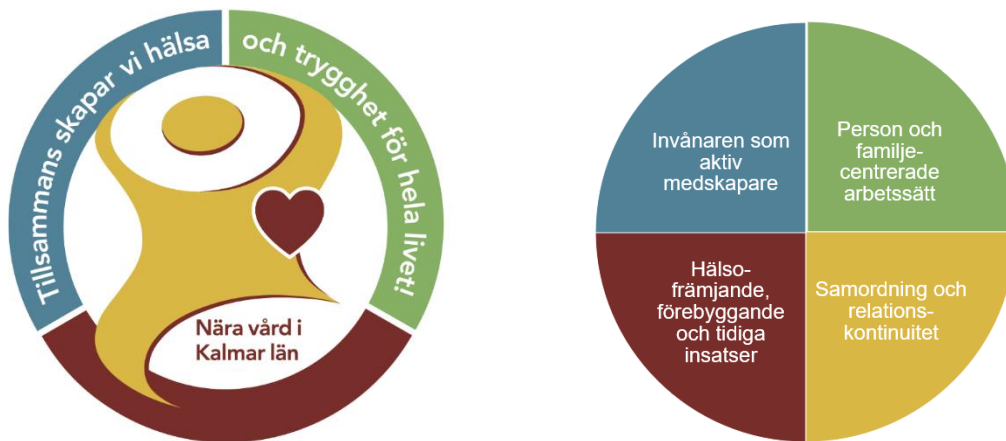 Tillsammans skapar vi hälsa
och trygghet för hela livet!
Nära vård i
Kalmar län
Invånaren som
aktiv
medskapare
Person och
familje-
centrerade
arbetssätt
Hälso-
främjande,
förebyggande
och tidiga
insatser
Samordning och
relations-
kontinuitet